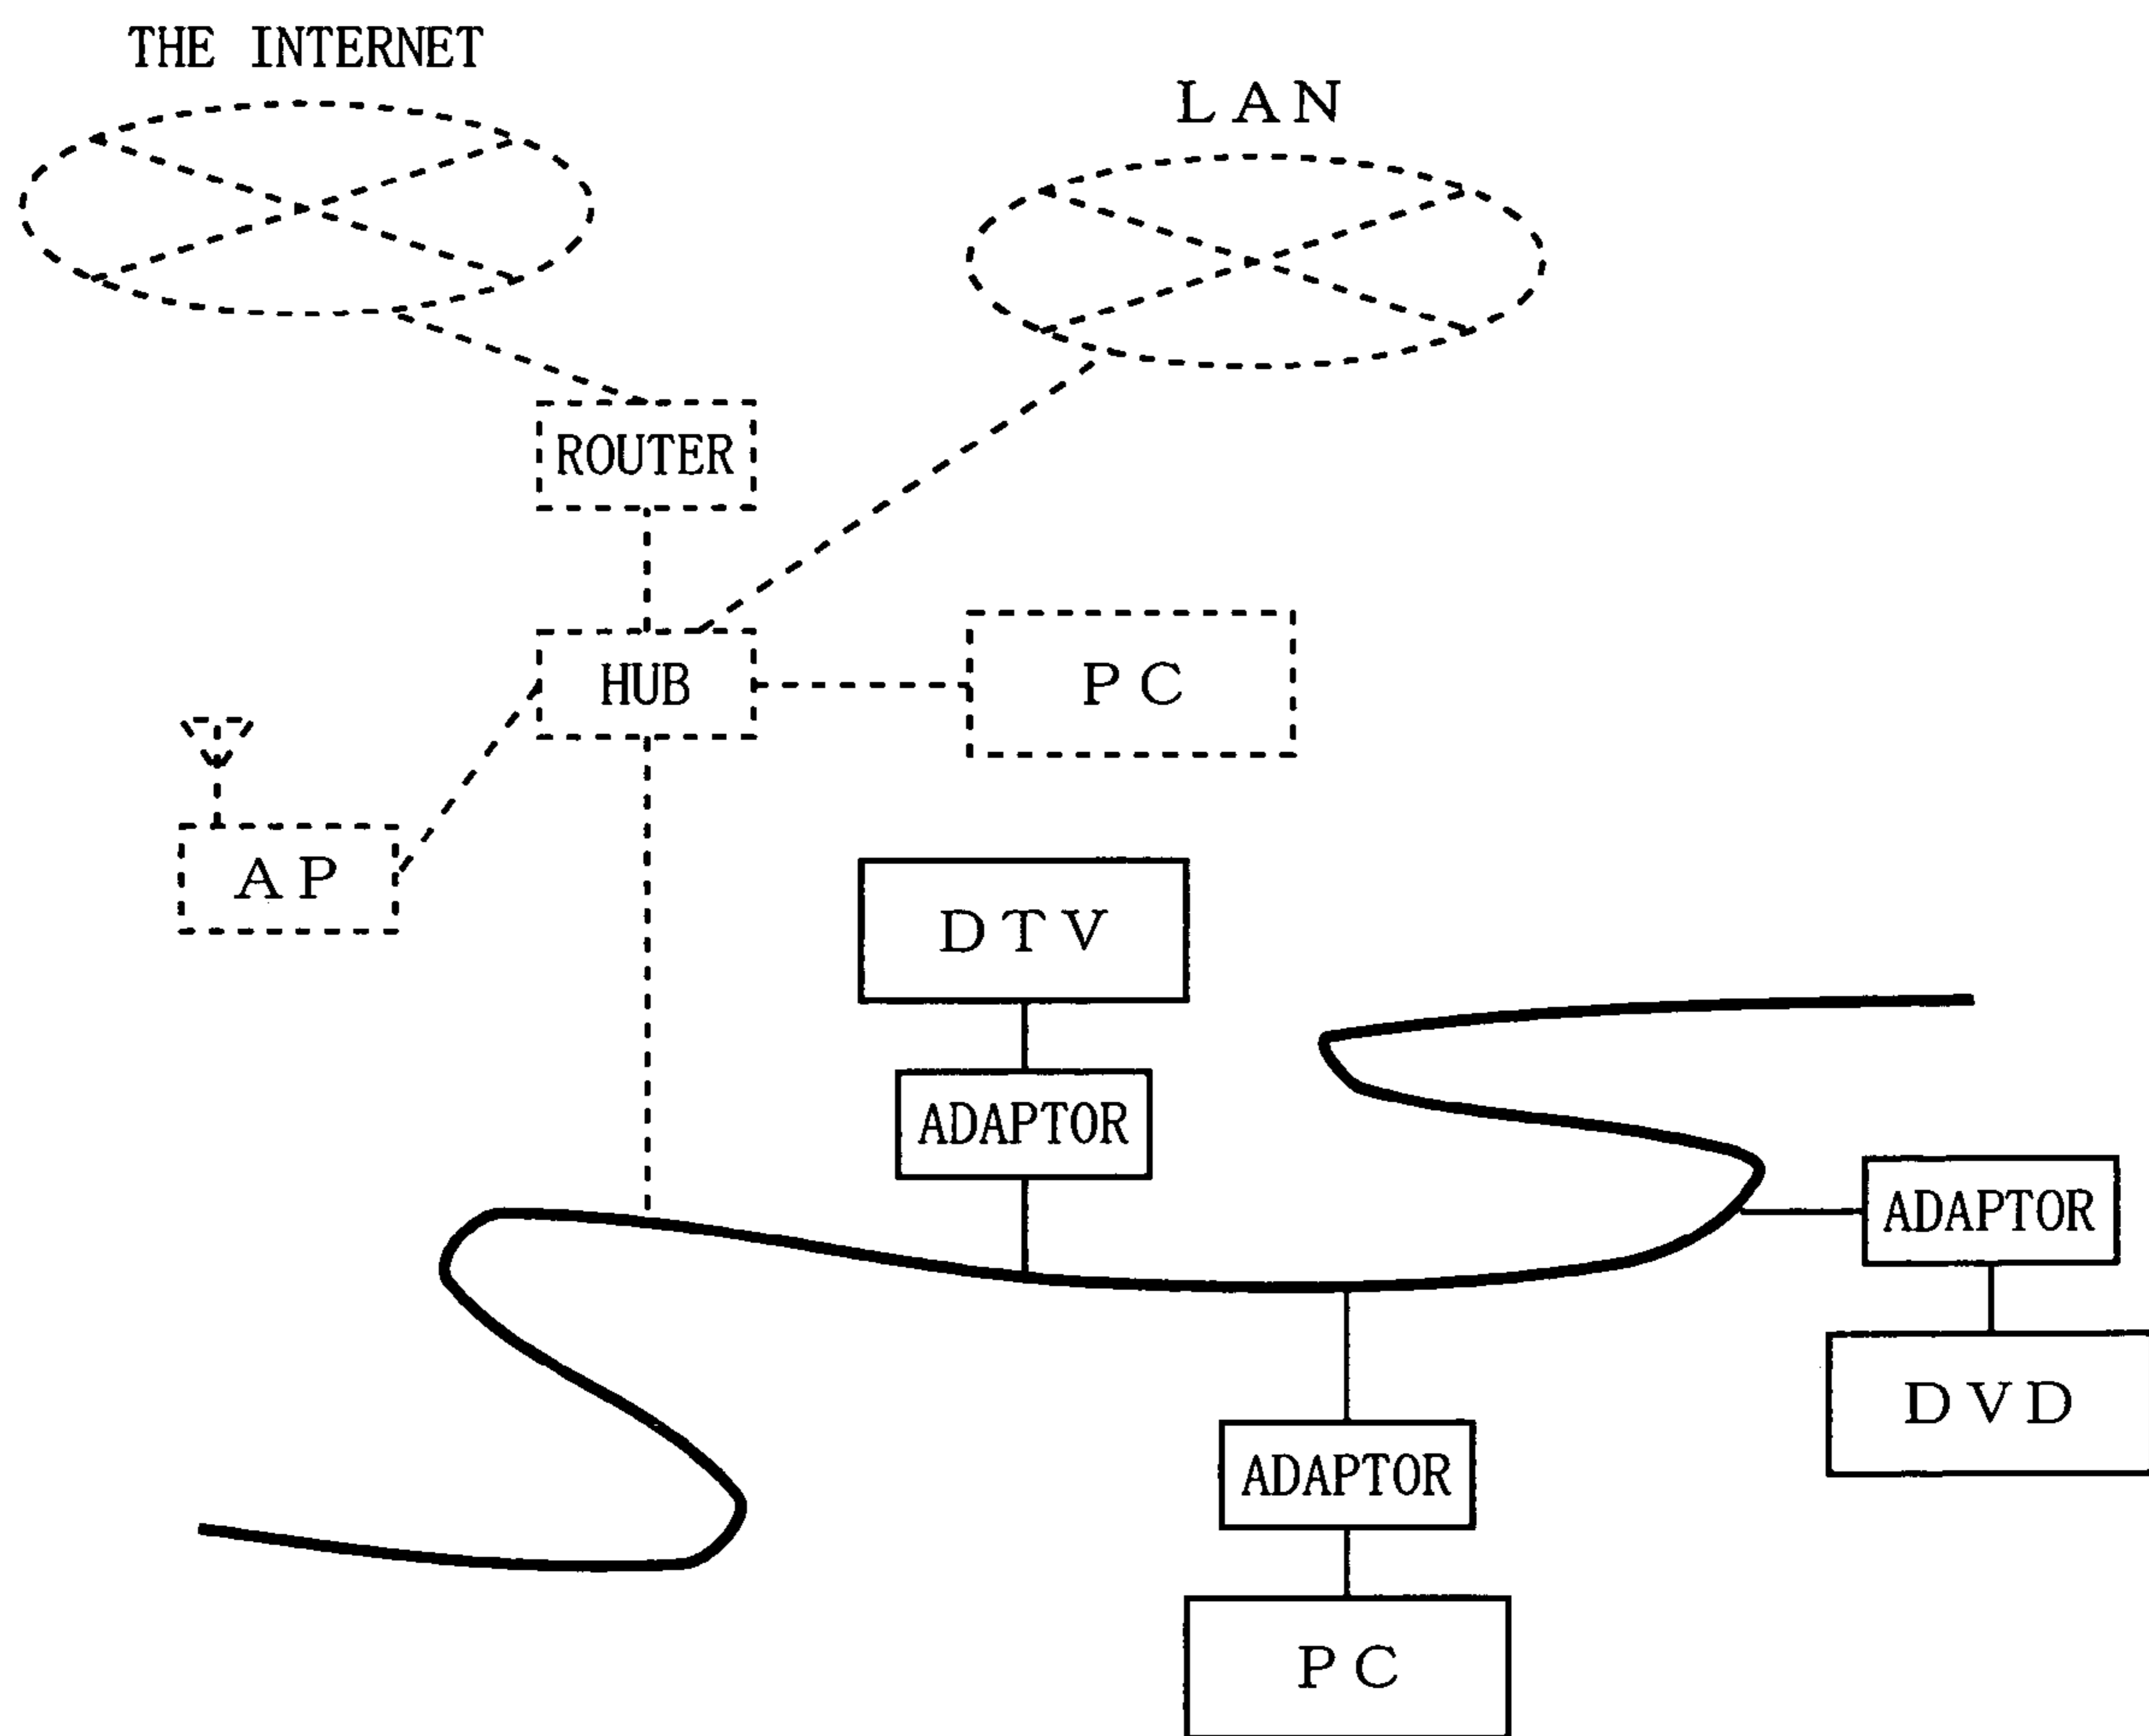 THE INTERNET
LAN
ROUTER
HUB
PC
AP
DTV
ADAPTOR
ADAPTOR
DVD
ADAPTOR
PC